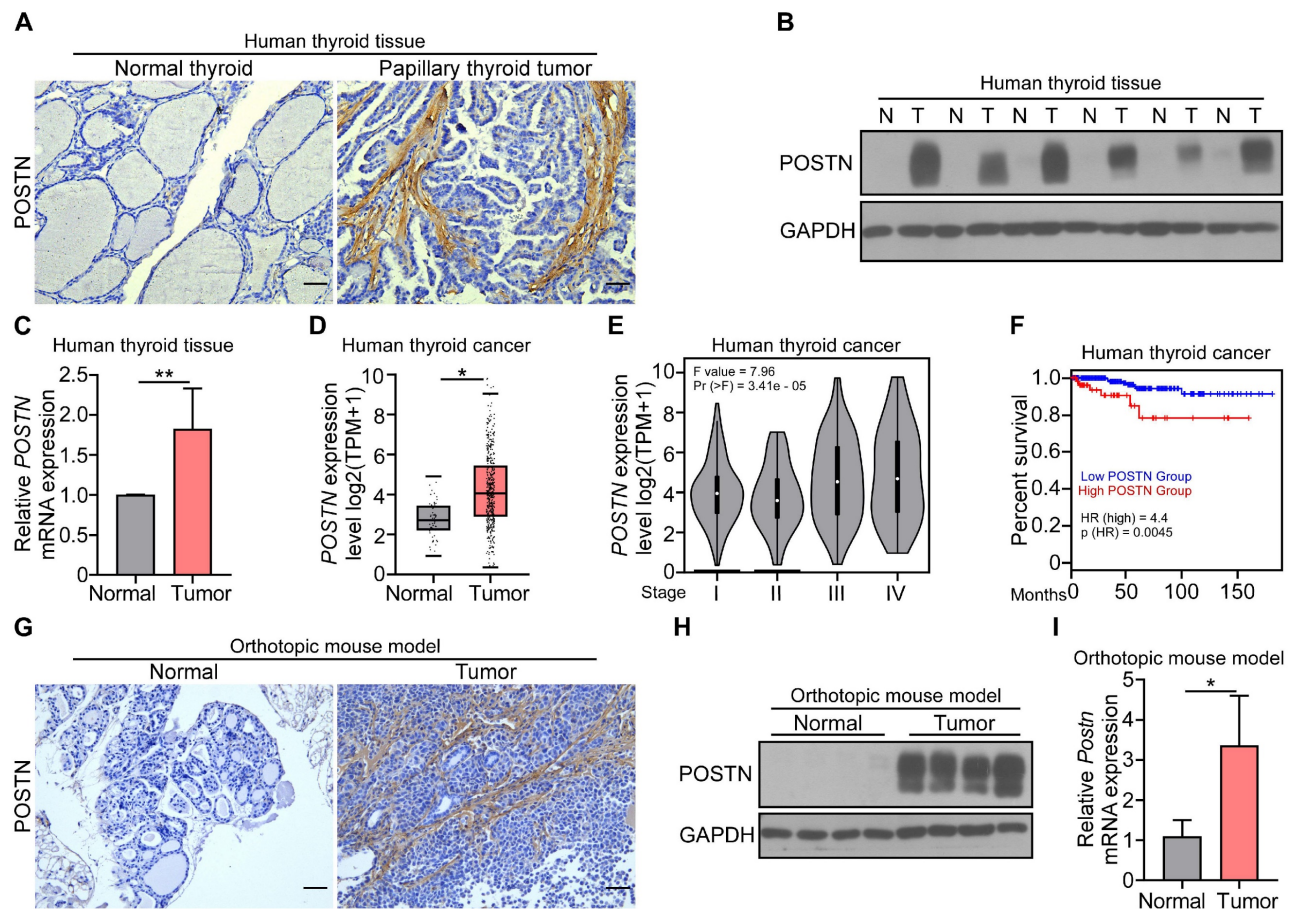 A
Human thyroid tissue
Normal thyroid
Papillary thyroid tumor
POSTN
B
Human thyroid tissue
N T N T N T N T N T N T
POSTN
GAPDH
C
Human thyroid tissue
Relative POSTN
mRNA expression
2.5
2.0
1.5
1.0
0.5
0
**
Normal Tumor
D
Human thyroid cancer
POSTN expression
level log2(TPM+1)
10
8
6
4
2
0
*
Normal Tumor
E
Human thyroid cancer
POSTN expression
level log2(TPM+1)
F value = 7.96
Pr (>F) = 3.41e - 05
10
8
6
4
2
0
Stage I II III IV
F
Human thyroid cancer
Percent survival
1.0
0.8
0.6
0.4
0.2
0
Low POSTN Group
High POSTN Group
HR (high) = 4.4
p (HR) = 0.0045
Months 0 50 100 150
G
Orthotopic mouse model
Normal
Tumor
POSTN
H
Orthotopic mouse model
Normal Tumor
POSTN
GAPDH
I
Orthotopic mouse model
Relative Postn
mRNA expression
5
4
3
2
1
0
*
Normal Tumor